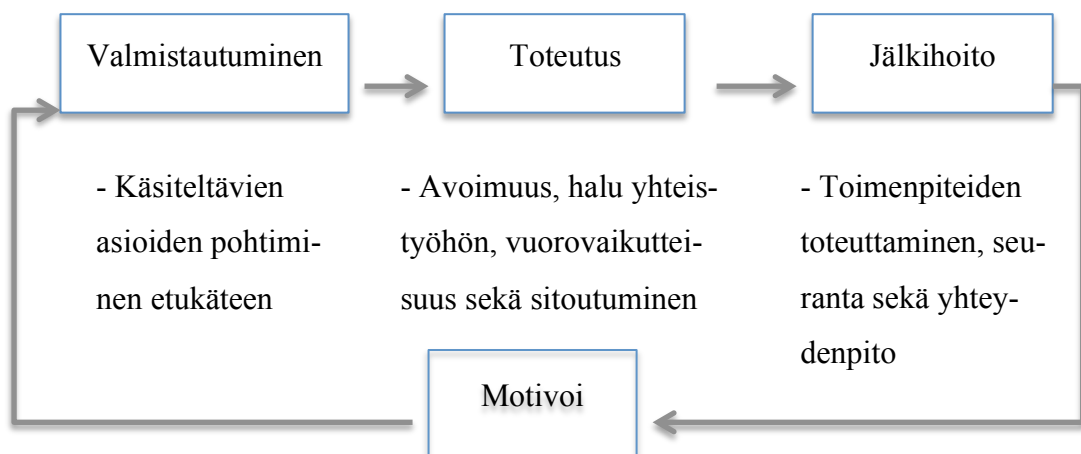 Valmistautuminen
Toteutus
Jälkihoito
- Käsiteltävien
asioiden pohtimi-
nen etukäteen
- Avoimuus, halu yhteis-
työhön, vuorovaikuttei-
suus sekä sitoutuminen
- Toimenpiteiden
toteuttaminen, seu-
ranta sekä yhtey-
denpito
Motivoi